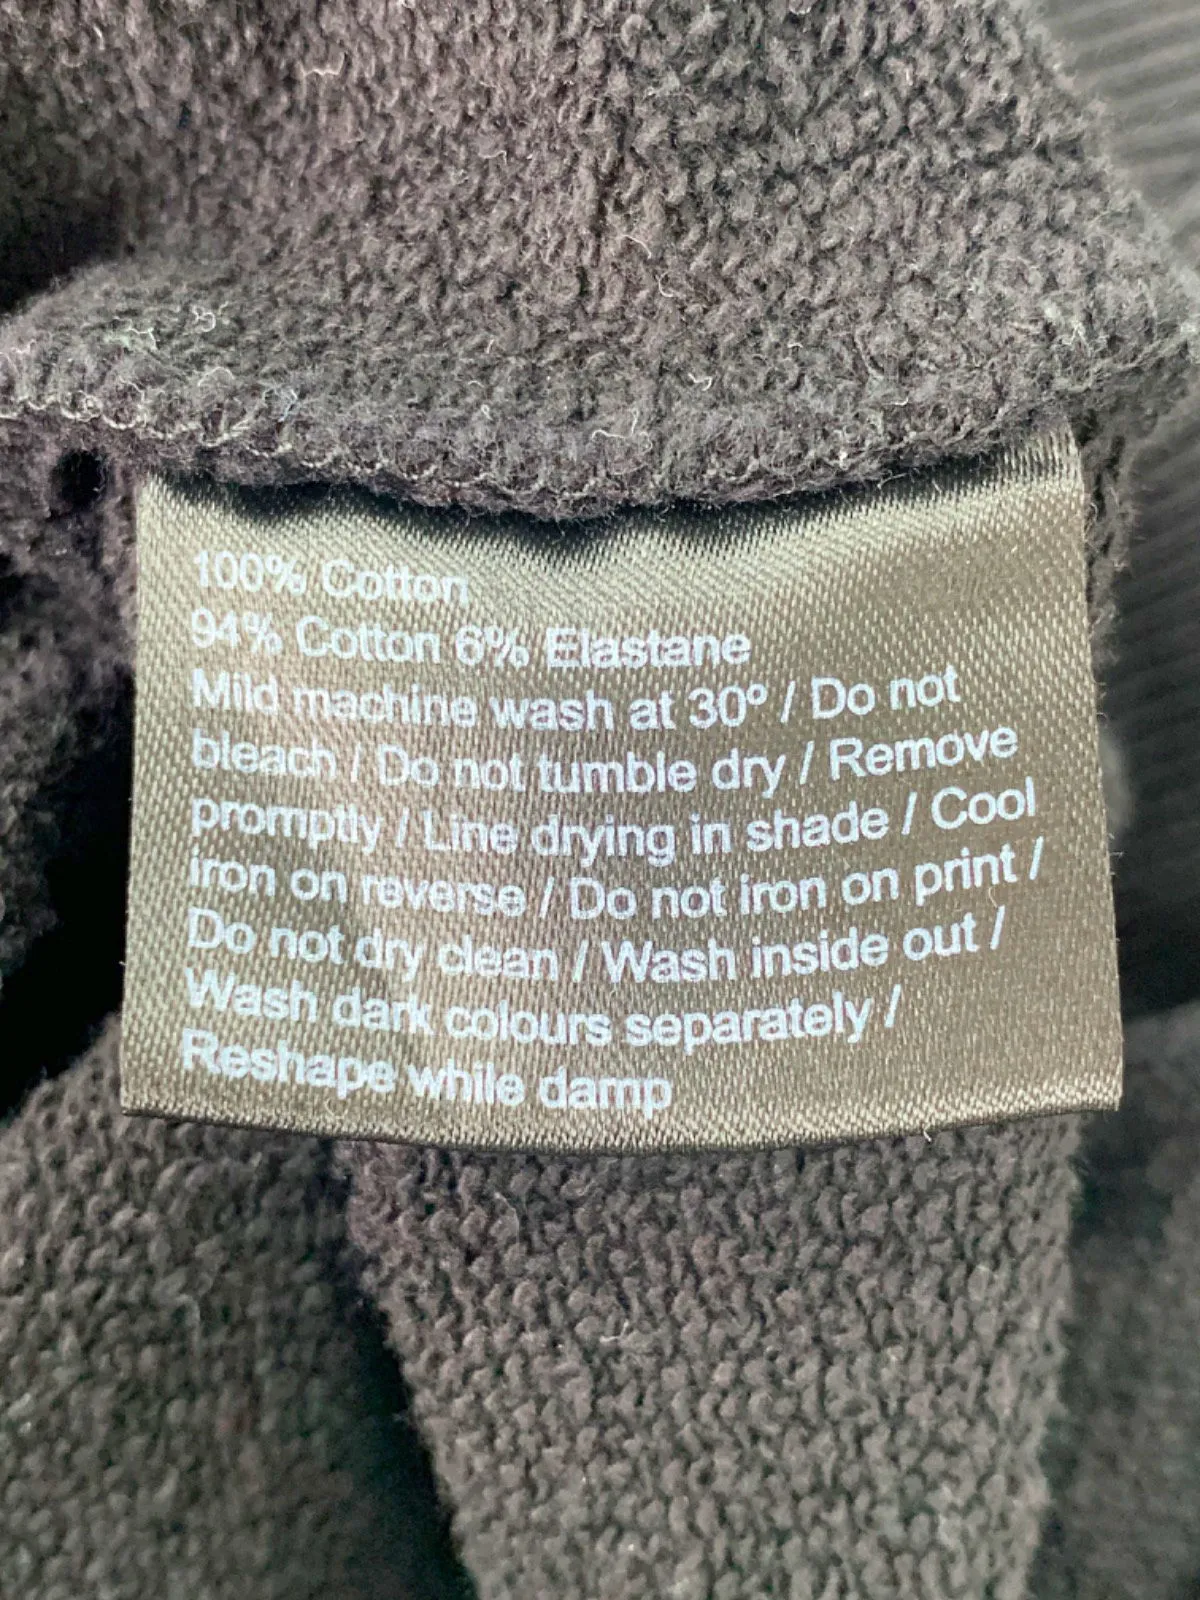 100% Cotton
94% Cotton 6% Elastane
Mild machine wash at 30º / Do not
bleach / Do not tumble dry / Remove
promptly / Line drying in shade / Cool
iron on reverse / Do not iron on print /
Do not dry clean / Wash inside out /
Wash dark colours separately /
Reshape while damp